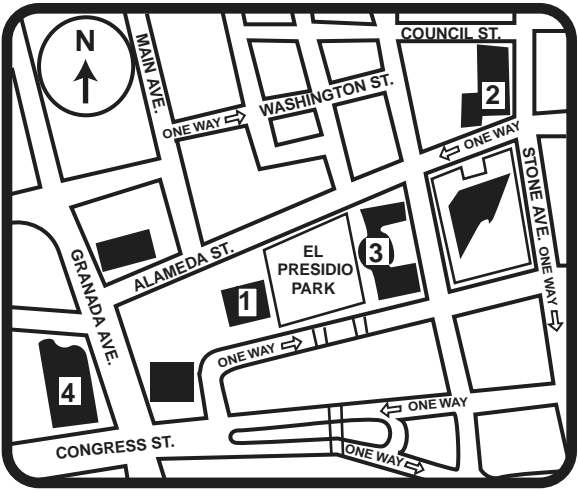 N
MAIN AVE.
COUNCIL ST.
WASHINGTON ST.
ONE WAY
2
ONE WAY
STONE AVE.
ONE WAY
GRANADA AVE.
ALAMEDA ST.
EL
PRESIDIO
PARK
3
1
ONE WAY
4
ONE WAY
CONGRESS ST.
ONE WAY